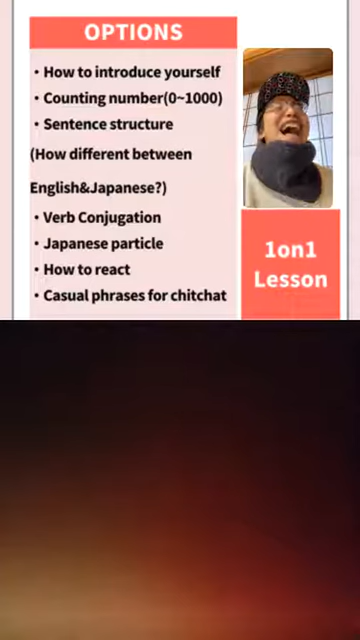 OPTIONS
・How to introduce yourself
・Counting number(0~1000)
・Sentence structure
(How different between
English&Japanese?)
・Verb Conjugation
・Japanese particle
・How to react
・Casual phrases for chitchat
1on1
Lesson